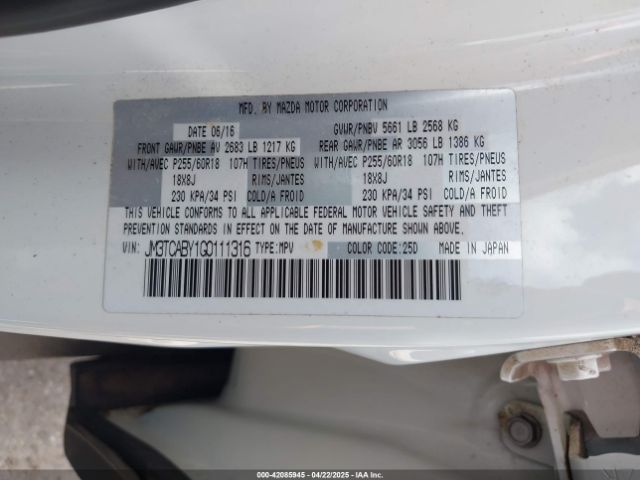 MFD. BY MAZDA MOTOR CORPORATION
DATE 06/16 GVWR/PNBV 5661 LB 2568 KG
FRONT GAWR/PNBE AV 2683 LB 1217 KG REAR GAWR/PNBE AR 3056 LB 1386 KG
WITH/AVEC P255/60R18 107H TIRES/PNEUS WITH/AVEC P255/60R18 107H TIRES/PNEUS
18X8J RIMS/JANTES 18X8J RIMS/JANTES
230 KPA/34 PSI COLD/A FROID 230 KPA/34 PSI COLD/A FROID
THIS VEHICLE CONFORMS TO ALL APPLICABLE FEDERAL MOTOR VEHICLE SAFETY AND THEFT
PREVENTION STANDARDS IN EFFECT ON THE DATE OF MANUFACTURE SHOWN ABOVE.
VIN: JM3TCABY1G0111316 TYPE: MPV COLOR CODE: 25D MADE IN JAPAN
000-42085945 - 04/22/2025 - IAA Inc.